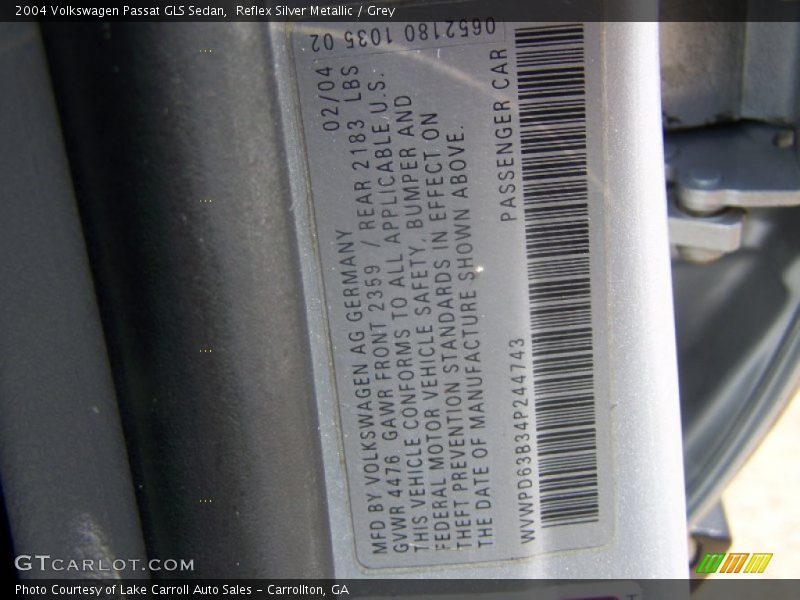 2004 Volkswagen Passat GLS Sedan, Reflex Silver Metallic / Grey
0652180 1035 02
02/04
MFD BY VOLKSWAGEN AG GERMANY
GVWR 4476 GAWR FRONT 2359 / REAR 2183 LBS
THIS VEHICLE CONFORMS TO ALL APPLICABLE U.S.
FEDERAL MOTOR VEHICLE SAFETY, BUMPER AND
THEFT PREVENTION STANDARDS IN EFFECT ON
THE DATE OF MANUFACTURE SHOWN ABOVE.
WVWPD63B34P244743 PASSENGER CAR
GTCARLOT.COM
Photo Courtesy of Lake Carroll Auto Sales – Carrollton, GA